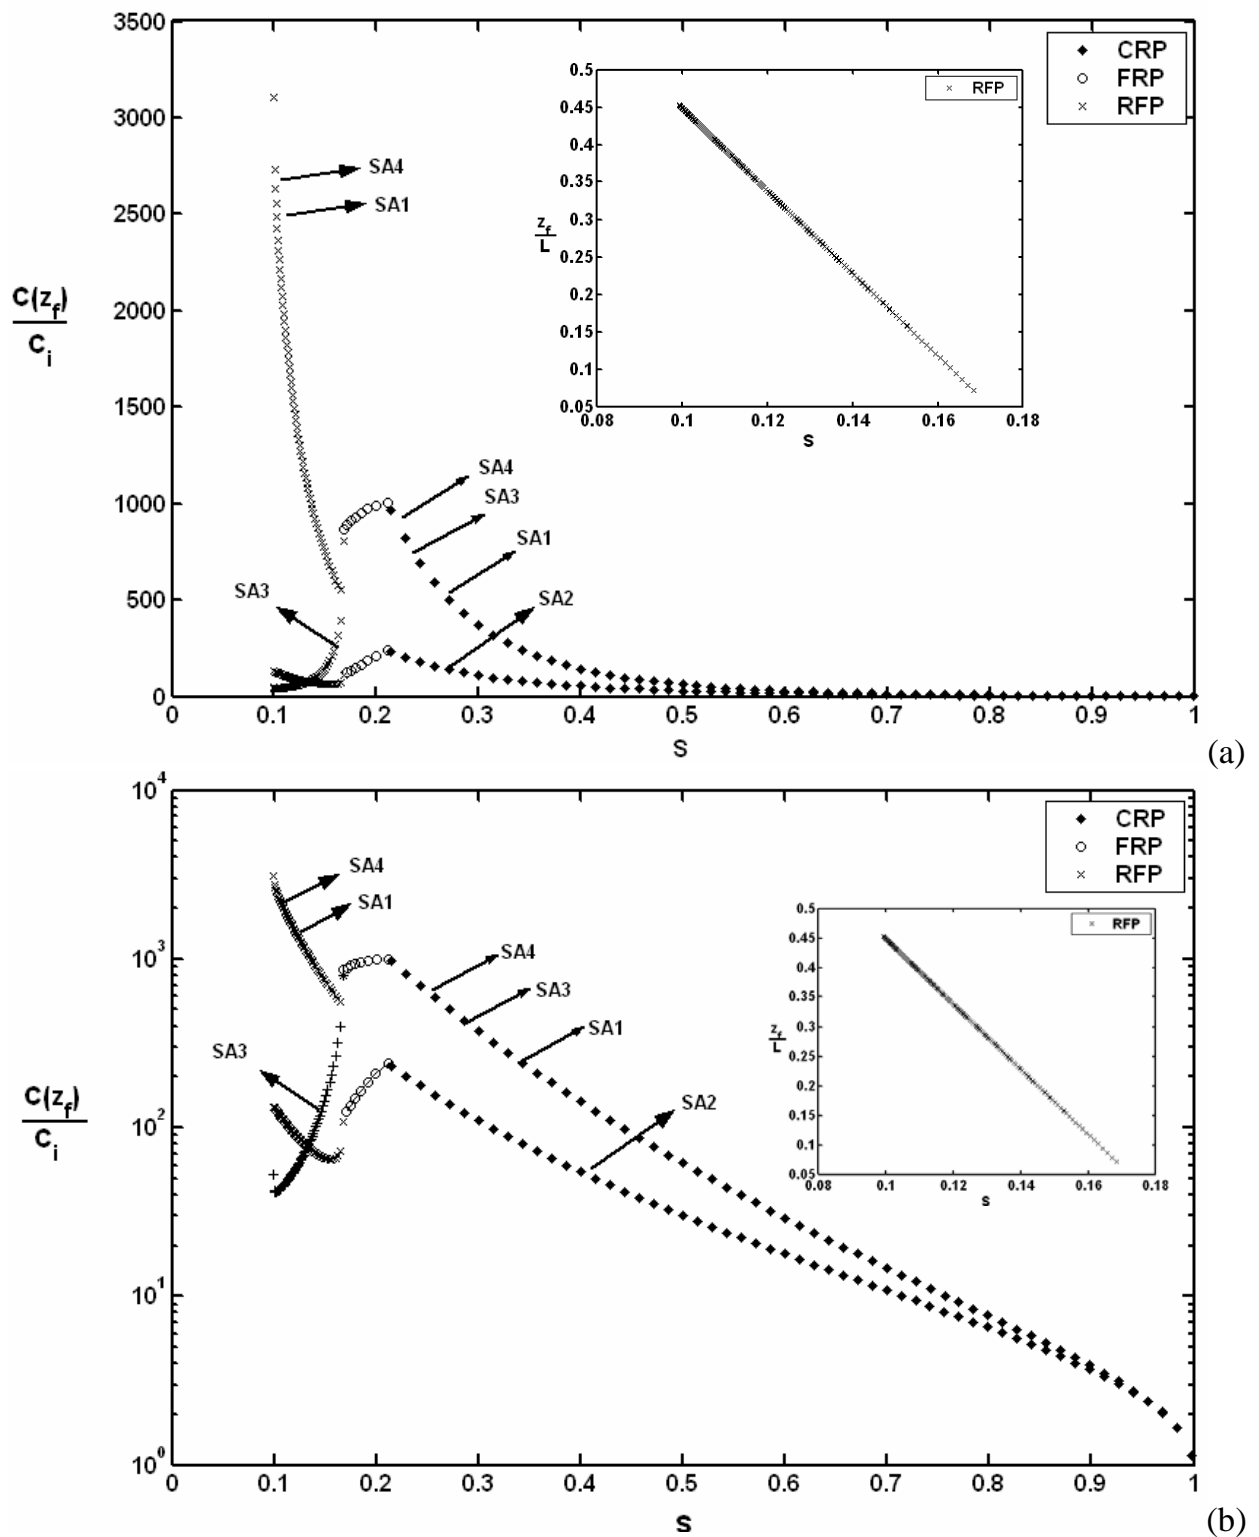 3500
3000
2500
2000
1500
1000
500
0
C(z_f)
C_i
0 0.1 0.2 0.3 0.4 0.5 0.6 0.7 0.8 0.9 1
S
CRP
FRP
RFP
SA4
SA1
SA3
SA4
SA3
SA1
SA2
RFP
0.5
0.45
0.4
0.35
0.3
0.25
0.2
0.15
0.1
0.05
z_f
L
0.08 0.1 0.12 0.14 0.16 0.18
S
(a)
10^4
10^3
10^2
10^1
10^0
C(z_f)
C_i
0 0.1 0.2 0.3 0.4 0.5 0.6 0.7 0.8 0.9 1
S
CRP
FRP
RFP
SA4
SA1
SA3
SA4
SA3
SA1
SA2
RFP
0.5
0.45
0.4
0.35
0.3
0.25
0.2
0.15
0.1
0.05
z_f
L
0.08 0.1 0.12 0.14 0.16 0.18
S
(b)